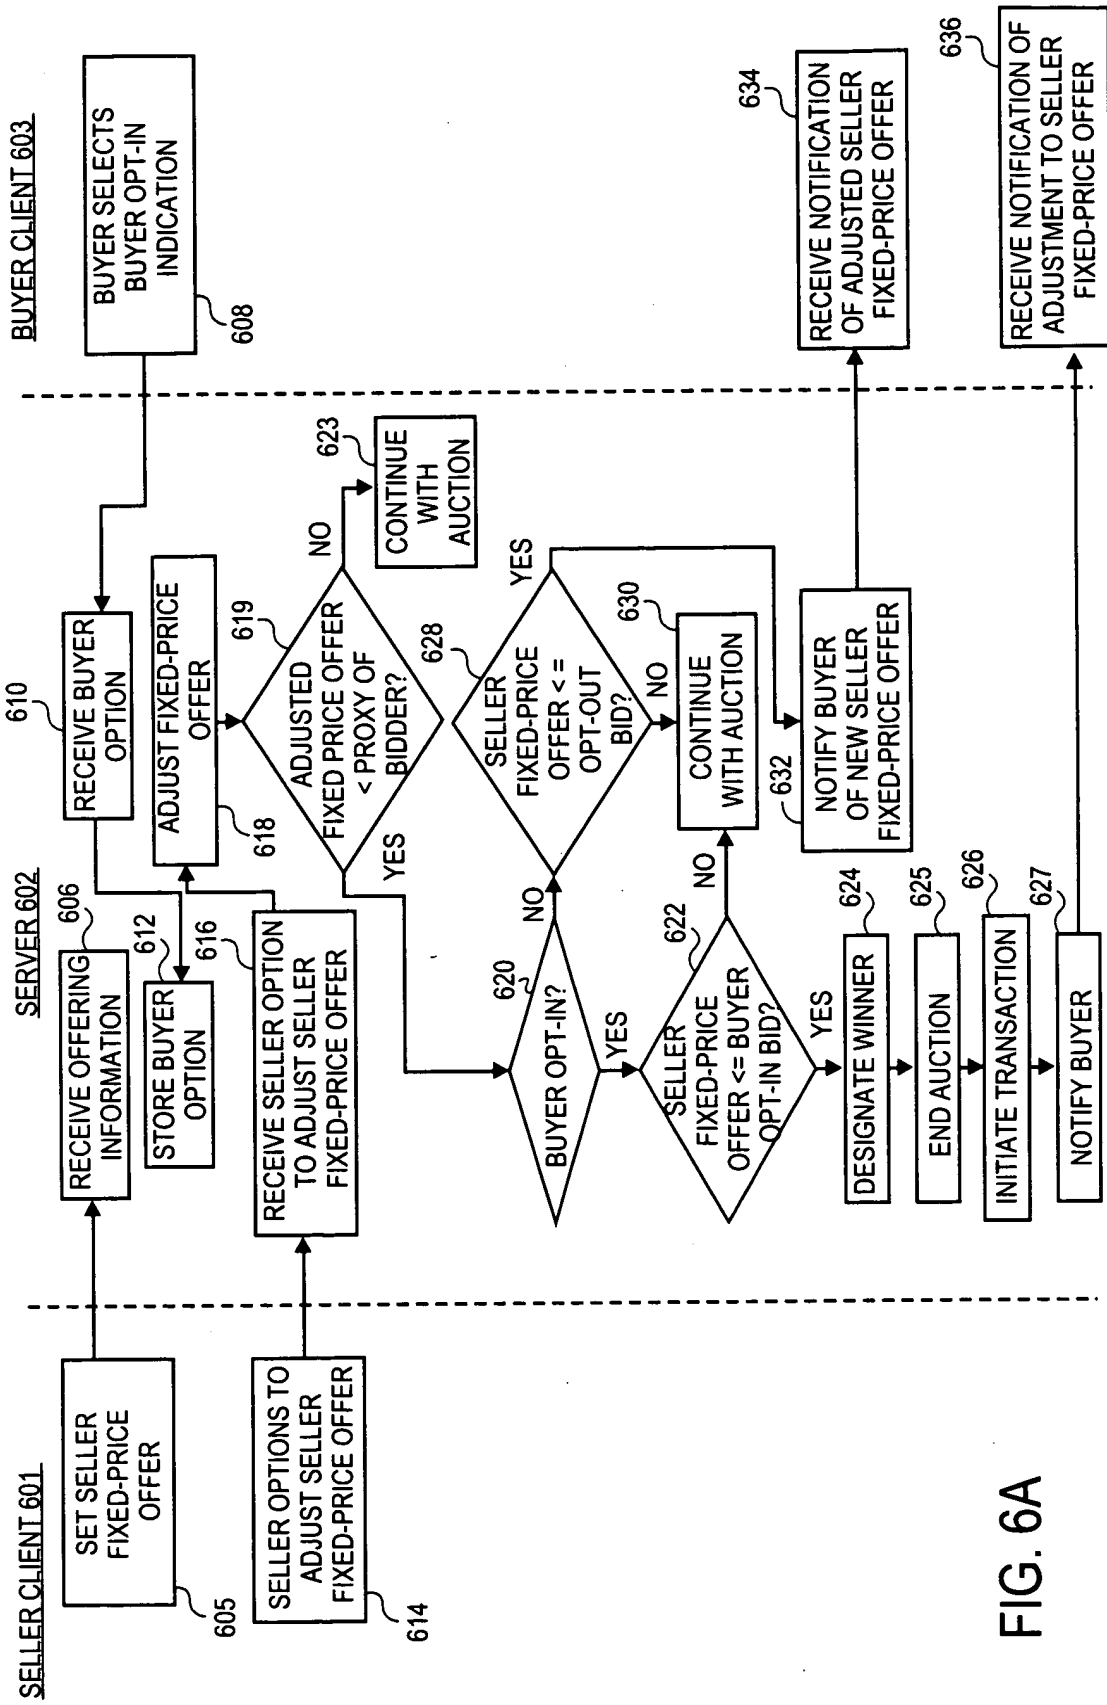 SELLER CLIENT 601
SERVER 602
BUYER CLIENT 603
SET SELLER
FIXED-PRICE
OFFER
605
RECEIVE OFFERING
INFORMATION
606
BUYER SELECTS
BUYER OPT-IN
INDICATION
608
RECEIVE BUYER
OPTION
610
STORE BUYER
OPTION
612
SELLER OPTIONS TO
ADJUST SELLER
FIXED-PRICE OFFER
614
RECEIVE SELLER OPTION
TO ADJUST SELLER
FIXED-PRICE OFFER
616
ADJUST FIXED-PRICE
OFFER
618
ADJUSTED
FIXED PRICE OFFER
< PROXY OF
BIDDER?
619
NO
YES
CONTINUE
WITH
AUCTION
623
BUYER OPT-IN?
620
NO
YES
SELLER
FIXED-PRICE
OFFER < =
OPT-OUT
BID?
628
YES
NO
SELLER
FIXED-PRICE
OFFER <= BUYER
OPT-IN BID?
622
NO
YES
CONTINUE
WITH AUCTION
630
DESIGNATE WINNER
624
END AUCTION
625
INITIATE TRANSACTION
626
NOTIFY BUYER
627
NOTIFY BUYER
OF NEW SELLER
FIXED-PRICE OFFER
632
RECEIVE NOTIFICATION
OF ADJUSTED SELLER
FIXED-PRICE OFFER
634
RECEIVE NOTIFICATION OF
ADJUSTMENT TO SELLER
FIXED-PRICE OFFER
636
FIG. 6A